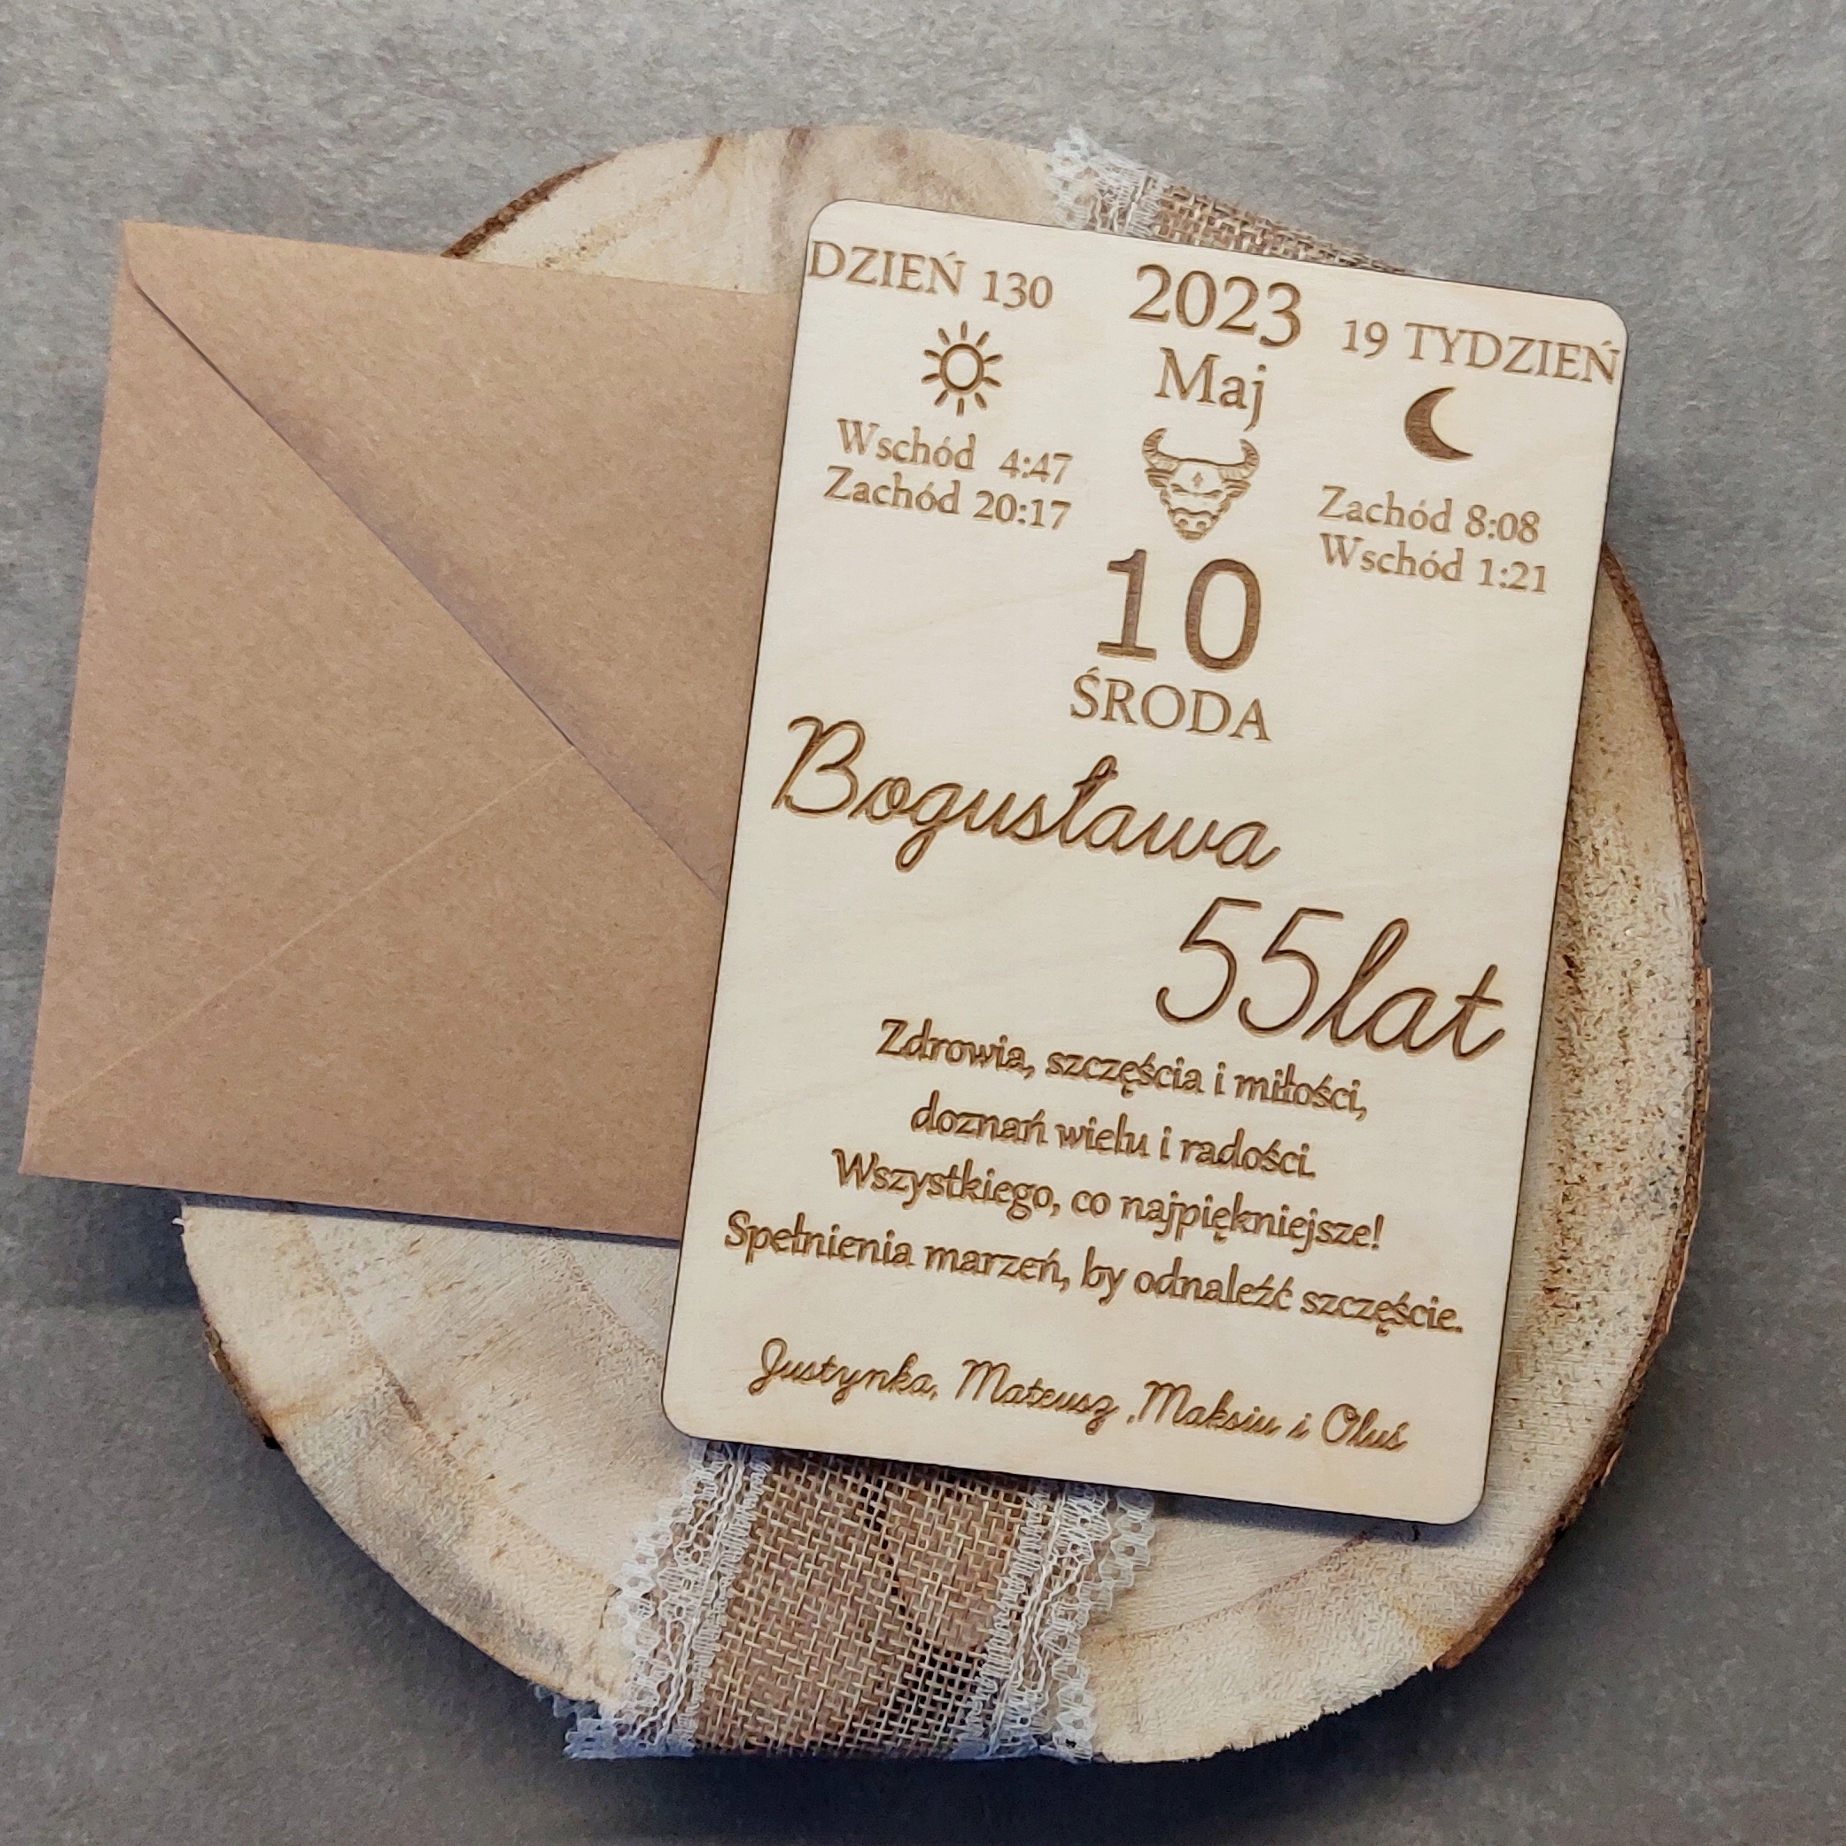 DZIEŃ 130
2023
19 TYDZIEŃ
Maj
Wschód 4:47
Zachód 20:17
Zachód 8:08
Wschód 1:21
10
ŚRODA
Bogusława
55lat
Zdrowia, szczęścia i miłości,
doznań wielu i radości.
Wszystkiego, co najpiękniejsze!
Spełnienia marzeń, by odnaleźć szczęście.
Justynka, Mateusz ,Maksiu i Oluś